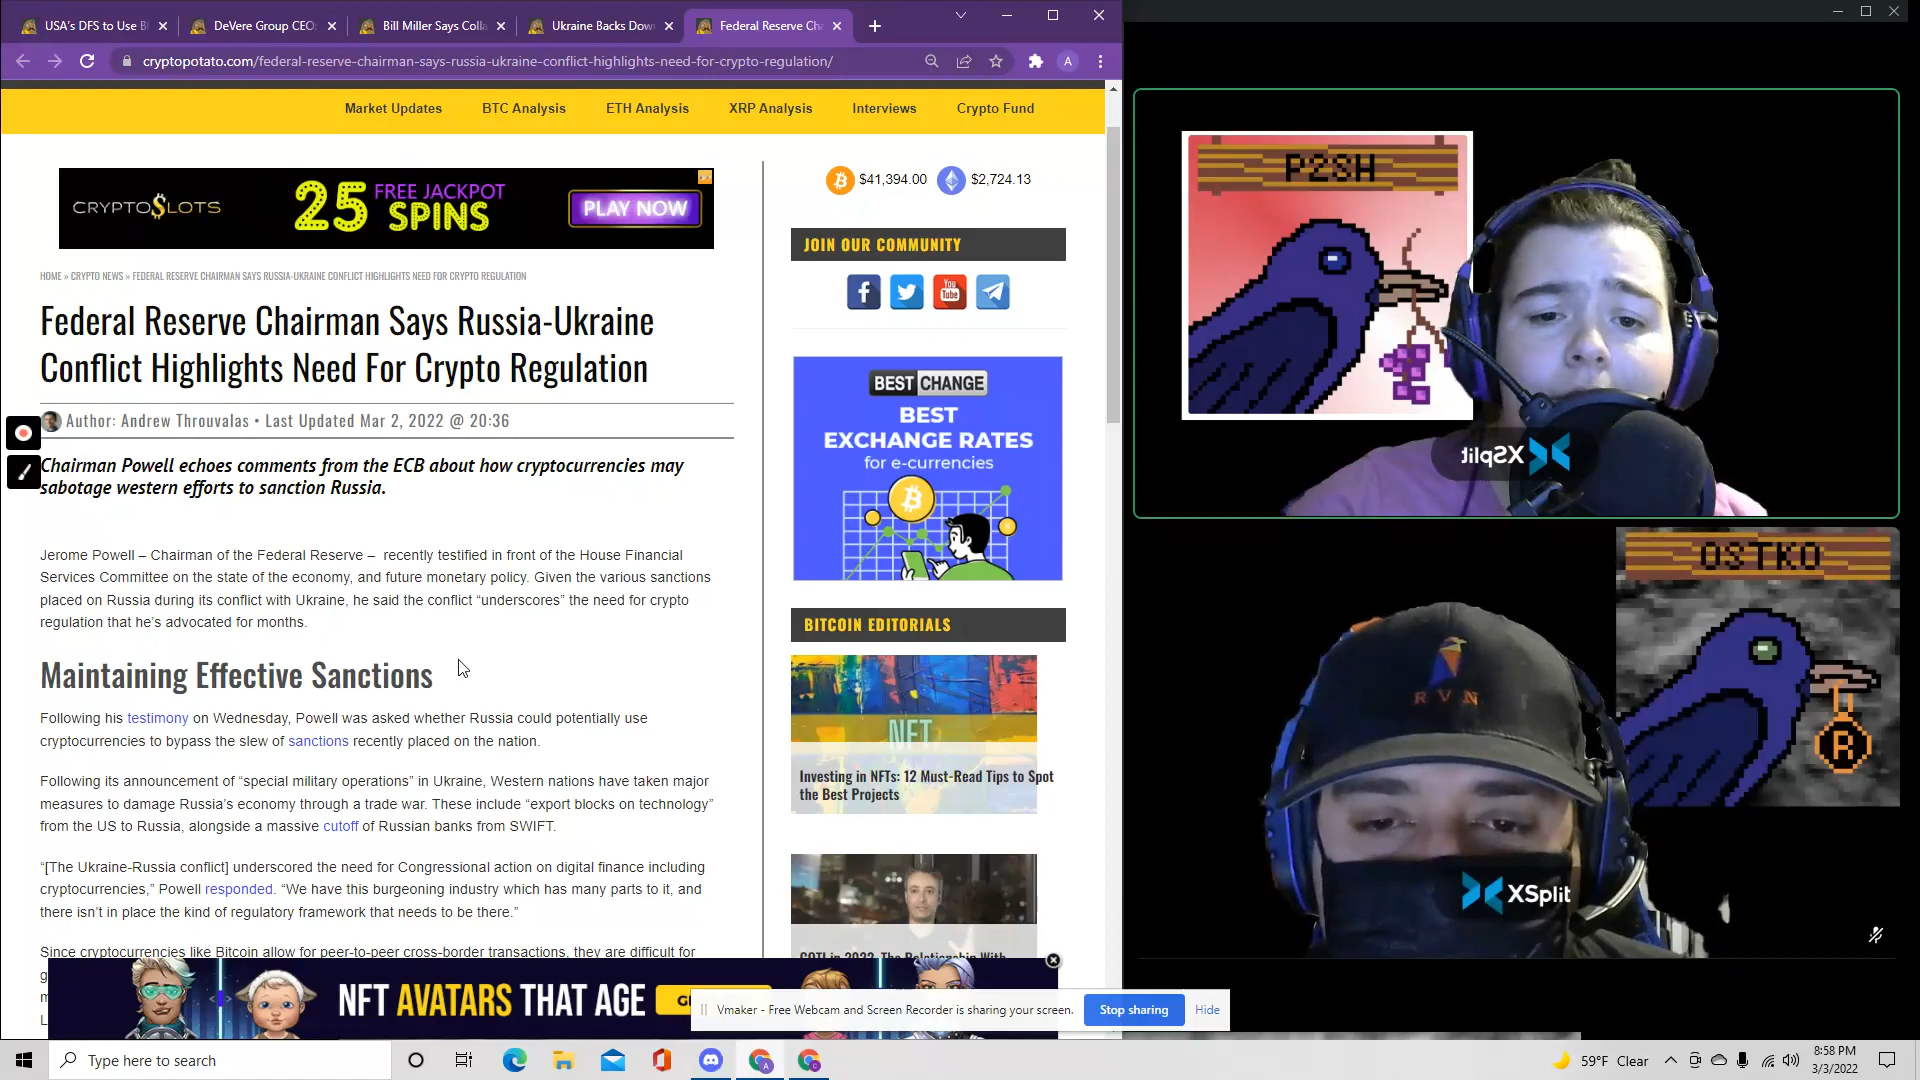 USA's DFS to Use Bl
DeVere Group CEO:
Bill Miller Says Colla
Ukraine Backs Down
Federal Reserve Cha
cryptopotato.com/federal-reserve-chairman-says-russia-ukraine-conflict-highlights-need-for-crypto-regulation/
A
Market Updates
BTC Analysis
ETH Analysis
XRP Analysis
Interviews
Crypto Fund
CRYPTO$LOTS
25 FREE JACKPOT
SPINS
PLAY NOW
$41,394.00
$2,724.13
JOIN OUR COMMUNITY
You
Tube
HOME » CRYPTO NEWS » FEDERAL RESERVE CHAIRMAN SAYS RUSSIA-UKRAINE CONFLICT HIGHLIGHTS NEED FOR CRYPTO REGULATION
Federal Reserve Chairman Says Russia-Ukraine
Conflict Highlights Need For Crypto Regulation
Author: Andrew Throuvalas • Last Updated Mar 2, 2022 @ 20:36
Chairman Powell echoes comments from the ECB about how cryptocurrencies may
sabotage western efforts to sanction Russia.
Jerome Powell – Chairman of the Federal Reserve – recently testified in front of the House Financial
Services Committee on the state of the economy, and future monetary policy. Given the various sanctions
placed on Russia during its conflict with Ukraine, he said the conflict “underscores” the need for crypto
regulation that he’s advocated for months.
Maintaining Effective Sanctions
Following his testimony on Wednesday, Powell was asked whether Russia could potentially use
cryptocurrencies to bypass the slew of sanctions recently placed on the nation.
Following its announcement of “special military operations” in Ukraine, Western nations have taken major
measures to damage Russia’s economy through a trade war. These include “export blocks on technology”
from the US to Russia, alongside a massive cutoff of Russian banks from SWIFT.
“[The Ukraine-Russia conflict] underscored the need for Congressional action on digital finance including
cryptocurrencies,” Powell responded. “We have this burgeoning industry which has many parts to it, and
there isn’t in place the kind of regulatory framework that needs to be there.”
Since cryptocurrencies like Bitcoin allow for peer-to-peer cross-border transactions, they are difficult for
BEST CHANGE
BEST
EXCHANGE RATES
for e-currencies
BITCOIN EDITORIALS
NFT
Investing in NFTs: 12 Must-Read Tips to Spot
the Best Projects
COTI in 2022: The Relationship With
NFT AVATARS THAT AGE
Vmaker - Free Webcam and Screen Recorder is sharing your screen.
Stop sharing
Hide
P2SH
XSplit
OSTKO
RVN
R
XSplit
Type here to search
59°F Clear
8:58 PM
3/3/2022